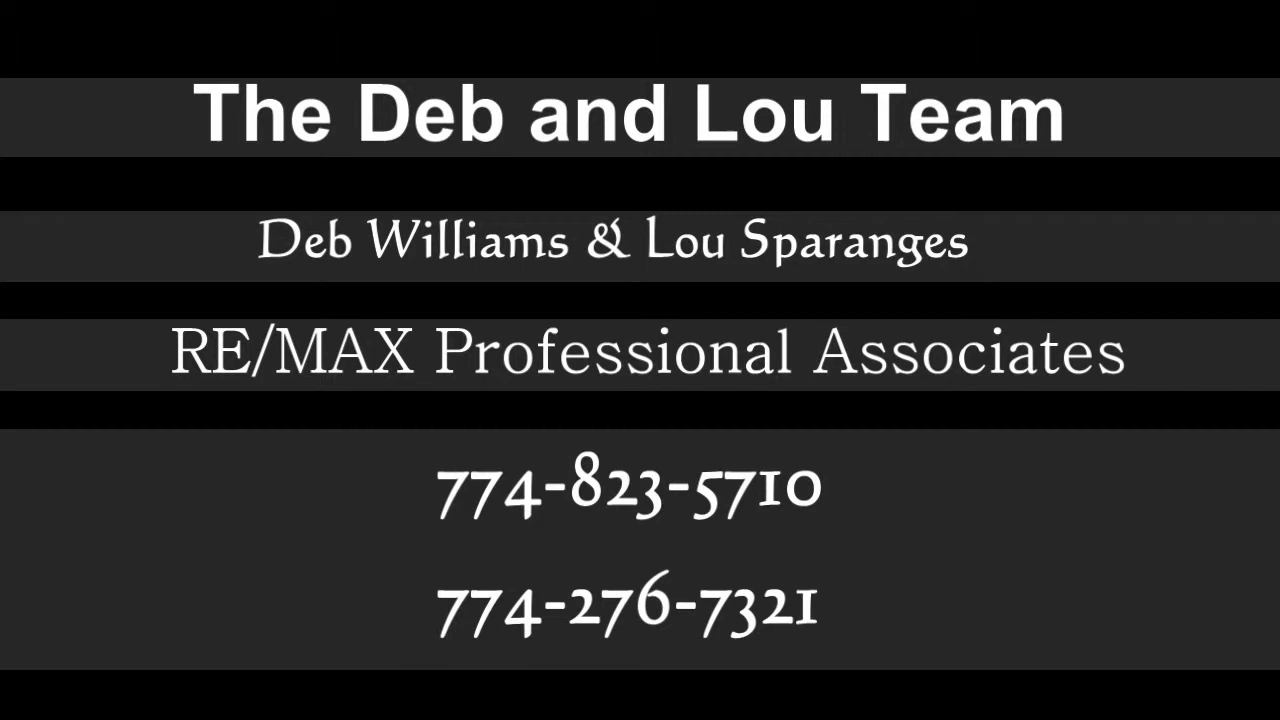 The Deb and Lou Team
Deb Williams & Lou Sparanges
RE/MAX Professional Associates
774-823-5710
774-276-7321